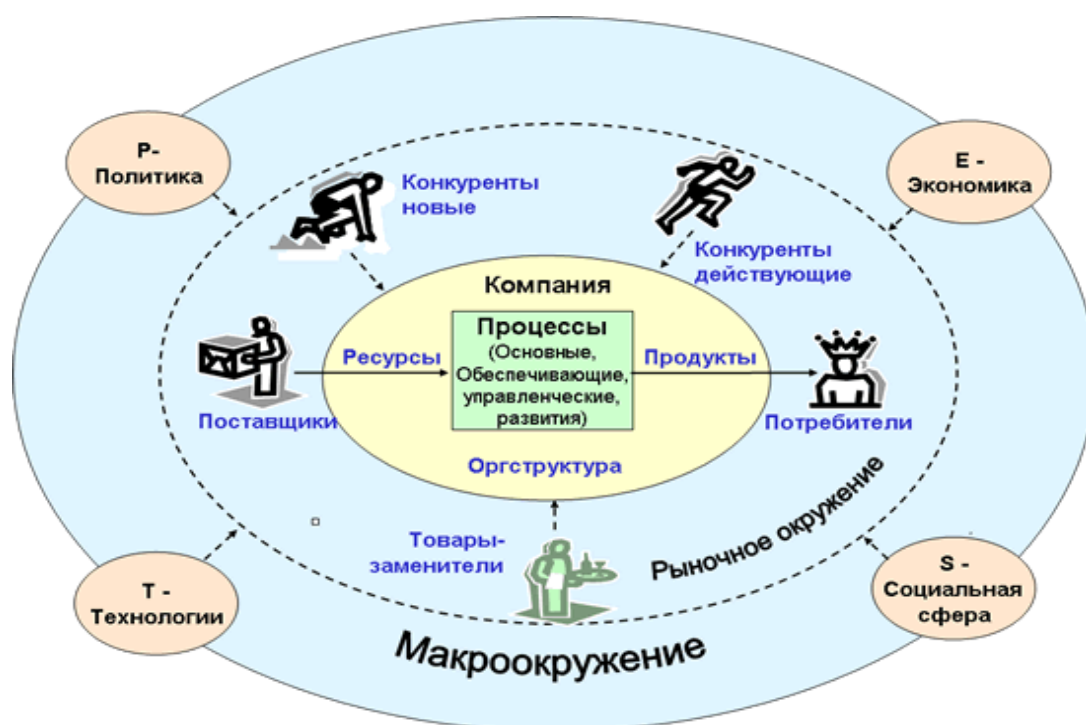 P-
Политика
E -
Экономика
Конкуренты
новые
Конкуренты
действующие
Компания
Процессы
(Основные,
Обеспечивающие,
управленческие,
развития)
Ресурсы
Продукты
Поставщики
Потребители
Оргструктура
Товары-
заменители
Рыночное окружение
T -
Технологии
S -
Социальная
сфера
Макроокружение